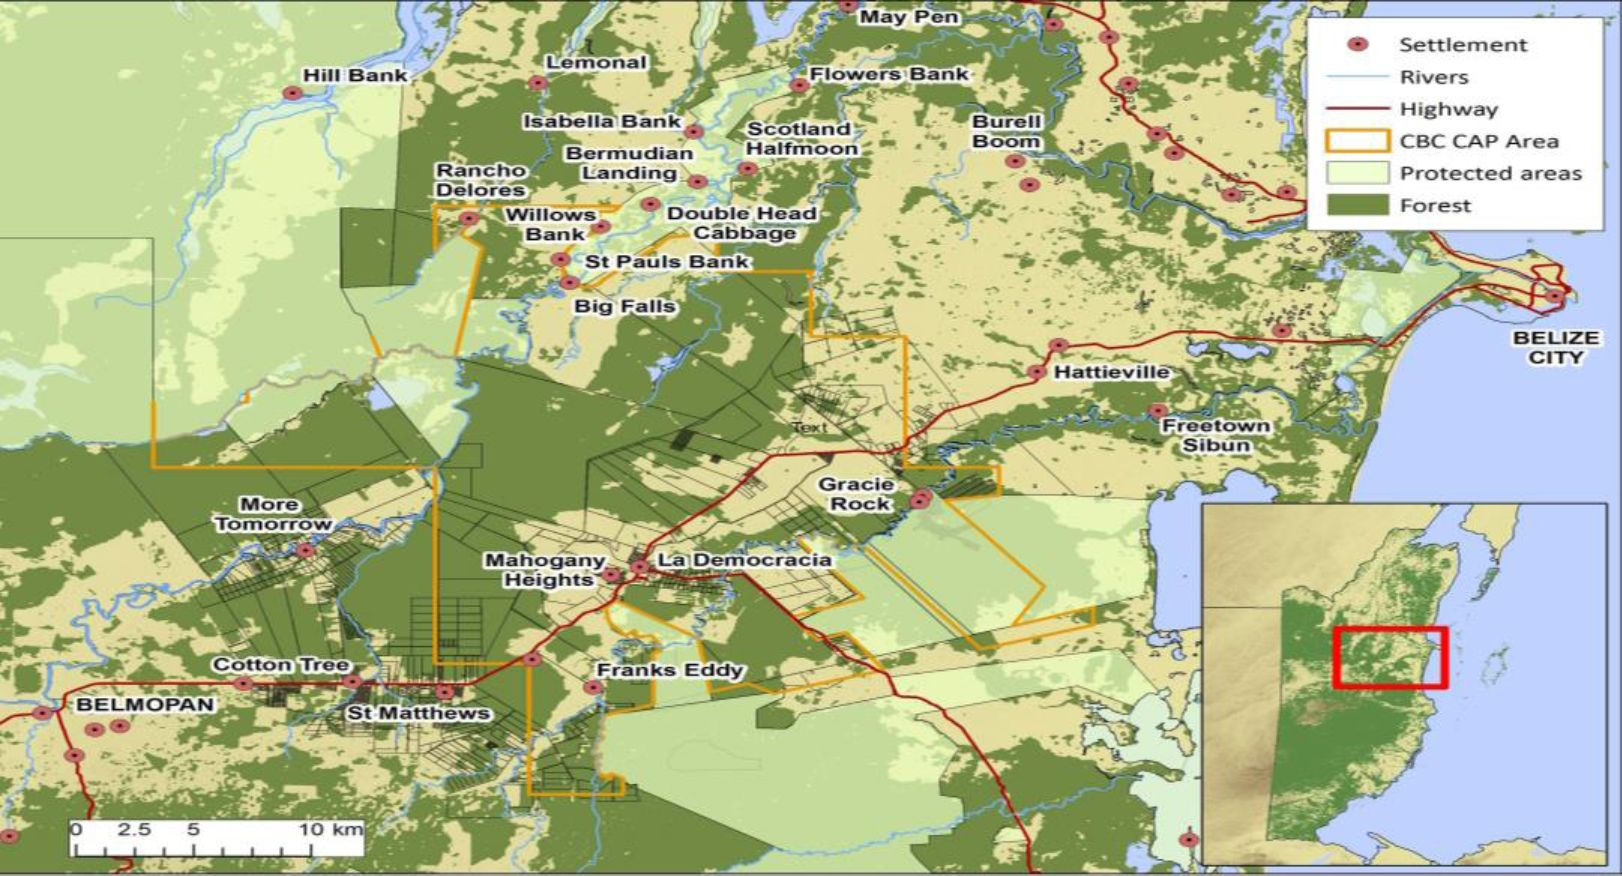 May Pen
Hill Bank
Lemonal
Flowers Bank
Isabella Bank
Scotland
Halfmoon
Burell
Boom
Bermudian
Landing
Rancho
Delores
Willows
Bank
Double Head
Cabbage
St Pauls Bank
Big Falls
BELIZE
CITY
Hattieville
Text
Freetown
Sibun
Gracie
Rock
More
Tomorrow
Mahogany
Heights
La Democracia
Cotton Tree
Franks Eddy
BELMOPAN
St Matthews
0 2.5 5 10 km
Settlement
Rivers
Highway
CBC CAP Area
Protected areas
Forest